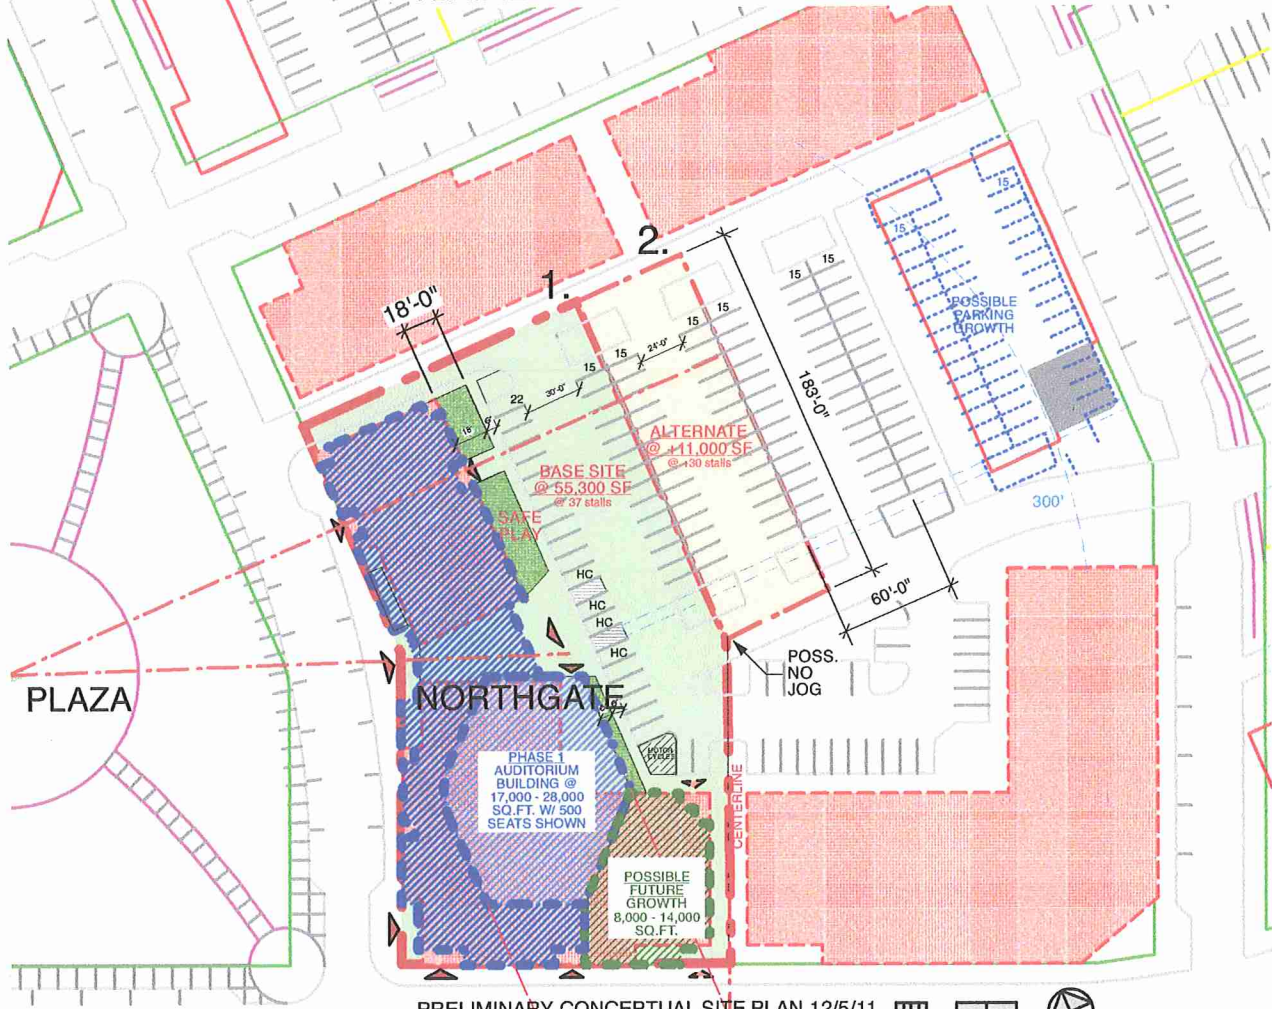 2.
1.
18'-0"
15
15
15
15
15
15
24'-0"
15
15
30'-0"
22
18'
183'-0"
POSSIBLE
PARKING
GROWTH
ALTERNATE
@ +11,000 SF
@ +30 stalls
BASE SITE
@ 55,300 SF
@ 37 stalls
SAFE
PLAY
300'
HC
HC
HC
HC
60'-0"
POSS.
NO
JOG
PLAZA
NORTHGATE
MOTOR
CYCLES
CENTERLINE
PHASE 1
AUDITORIUM
BUILDING @
17,000 - 28,000
SQ.FT. W/ 500
SEATS SHOWN
POSSIBLE
FUTURE
GROWTH
8,000 - 14,000
SQ.FT.
PRELIMINARY CONCEPTUAL SITE PLAN 12/5/11